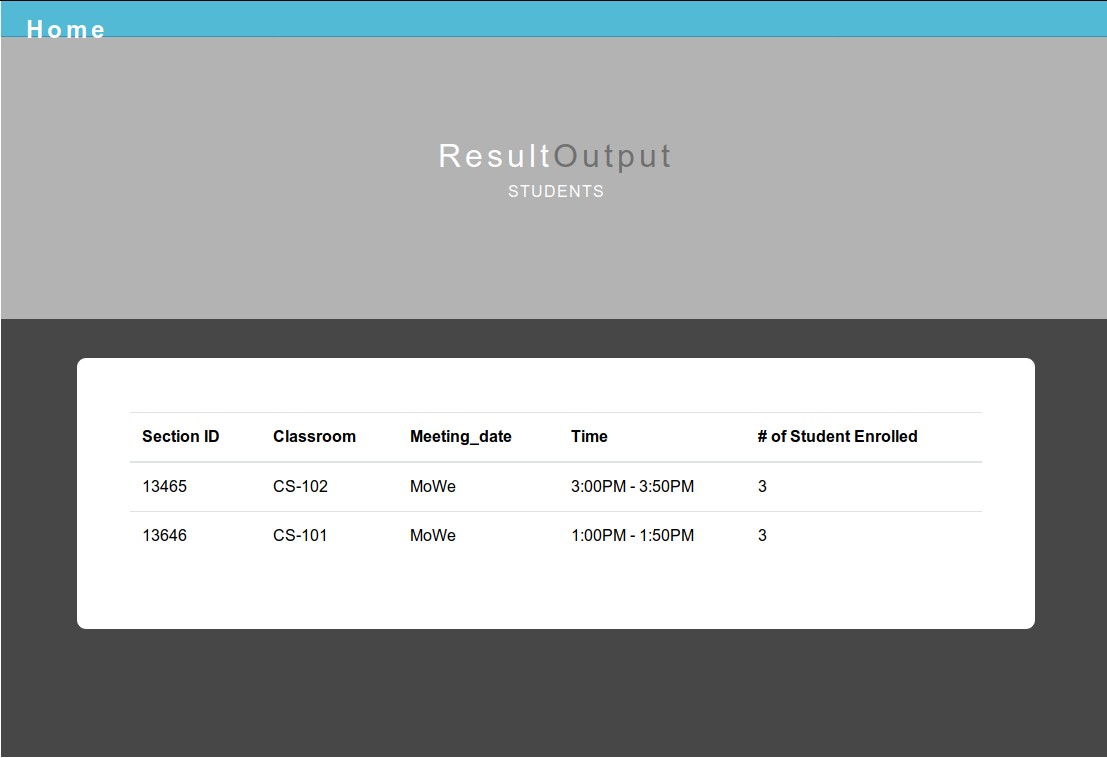 Home
ResultOutput
STUDENTS
Section ID Classroom Meeting_date Time # of Student Enrolled
13465 CS-102 MoWe 3:00PM - 3:50PM 3
13646 CS-101 MoWe 1:00PM - 1:50PM 3